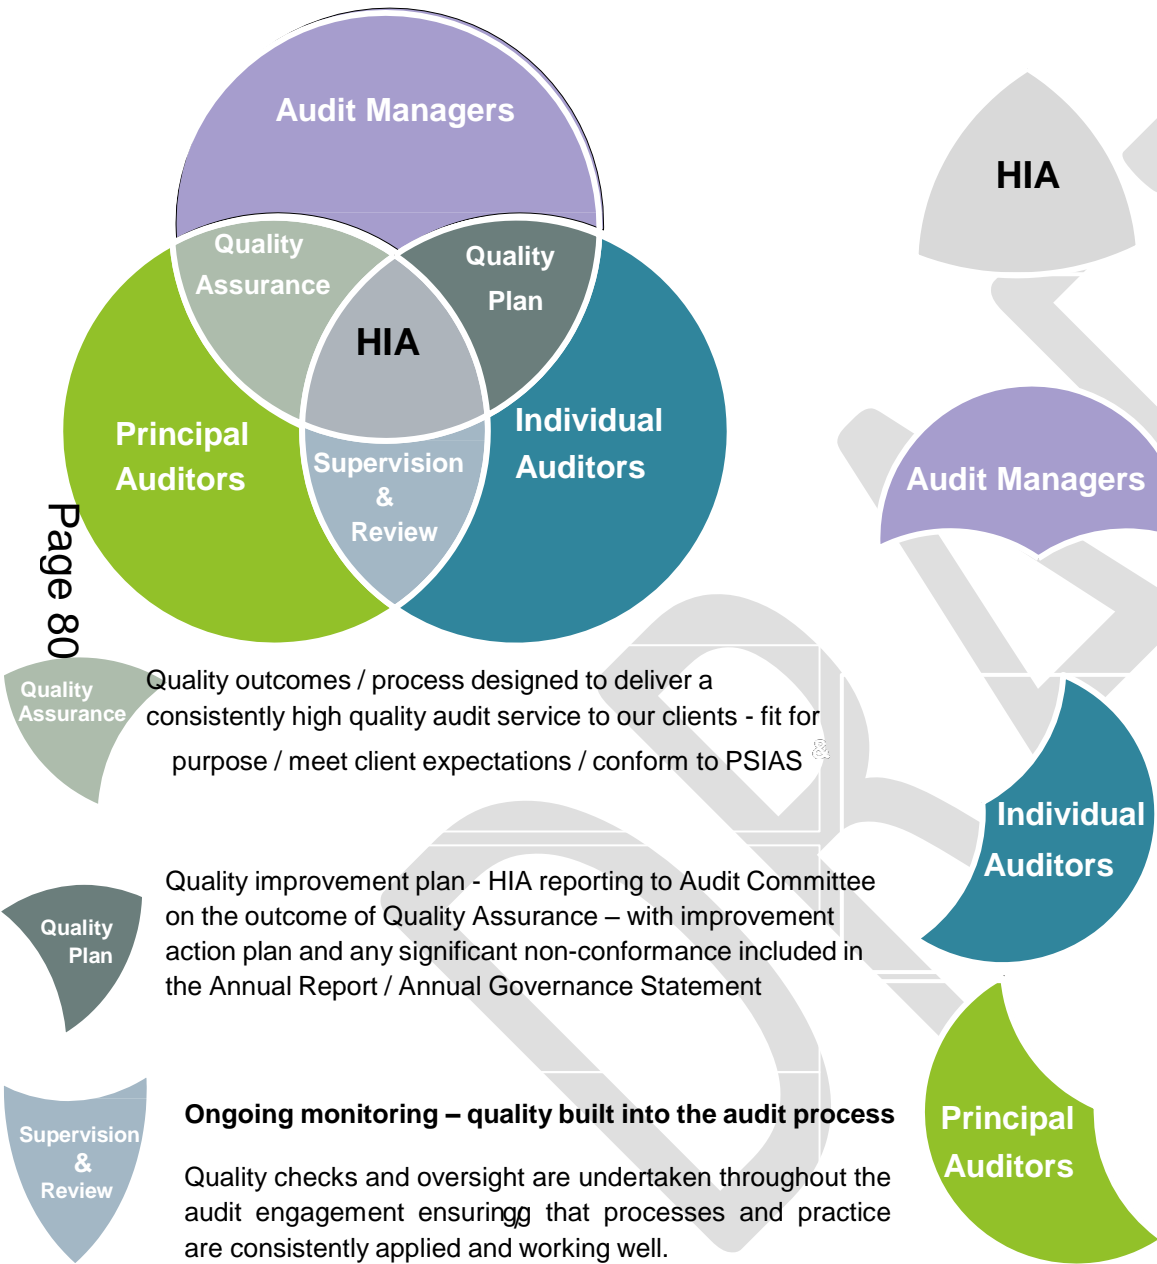 Audit Managers
Quality
Assurance
Quality
Plan
HIA
Principal
Auditors
Individual
Auditors
Supervision
&
Review
Page 80
HIA
Audit Managers
Individual
Auditors
Principal
Auditors
Quality
Assurance
Quality outcomes / process designed to deliver a
consistently high quality audit service to our clients - fit for
purpose / meet client expectations / conform to PSIAS &
Quality
Plan
Quality improvement plan - HIA reporting to Audit Committee
on the outcome of Quality Assurance – with improvement
action plan and any significant non-conformance included in
the Annual Report / Annual Governance Statement
Supervision
&
Review
Ongoing monitoring – quality built into the audit process
Quality checks and oversight are undertaken throughout the
audit engagement ensuring that processes and practice
are consistently applied and working well.
DRA